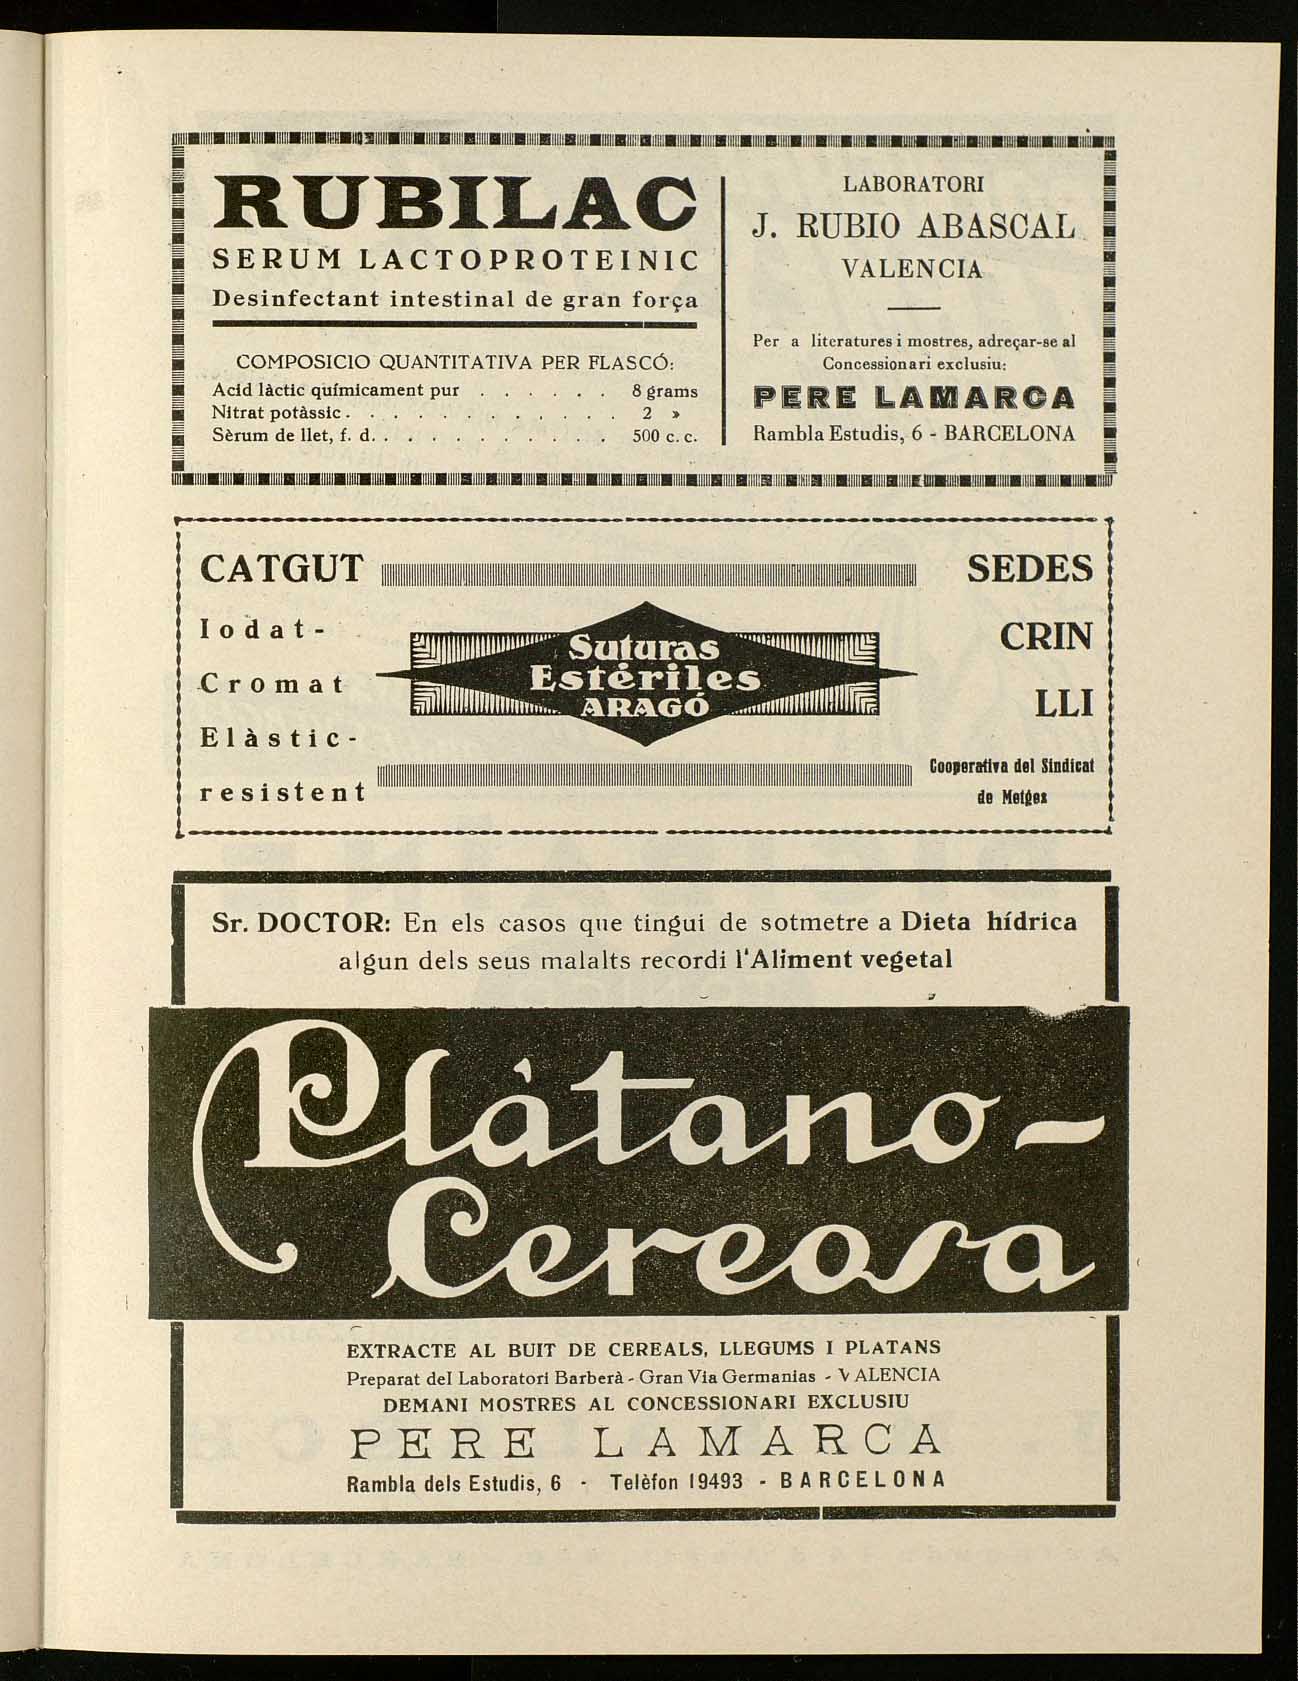 RUBILAC
SERUM LACTOPROTEINIC
Desinfectant intestinal de gran força
COMPOSICIO QUANTITATIVA PER FLASCÓ:
Acid làctic químicament pur . . . . . . 8 grams
Nitrat potàssic . . . . . . . . . . . . 2 »
Sèrum de llet, f. d. . . . . . . . . . . 500 c. c.
LABORATORI
J. RUBIO ABASCAL
VALENCIA
Per a literatures i mostres, adreçar-se al
Concessionari exclusiu:
PERE LAMARCA
Rambla Estudis, 6 - BARCELONA
CATGUT
Iodat-
Cromat
Elàstic-
resistent
Suturas
Estériles
ARAGÓ
SEDES
CRIN
LLI
Cooperativa del Sindicat
de Metges
Sr. DOCTOR: En els casos que tingui de sotmetre a Dieta hídrica
algun dels seus malalts recordi l'Aliment vegetal
Plàtano-
Cereosa
EXTRACTE AL BUIT DE CEREALS, LLEGUMS I PLATANS
Preparat del Laboratori Barberà - Gran Via Germanias - VALENCIA
DEMANI MOSTRES AL CONCESSIONARI EXCLUSIU
PERE LAMARCA
Rambla dels Estudis, 6 - Telèfon 19493 - BARCELONA